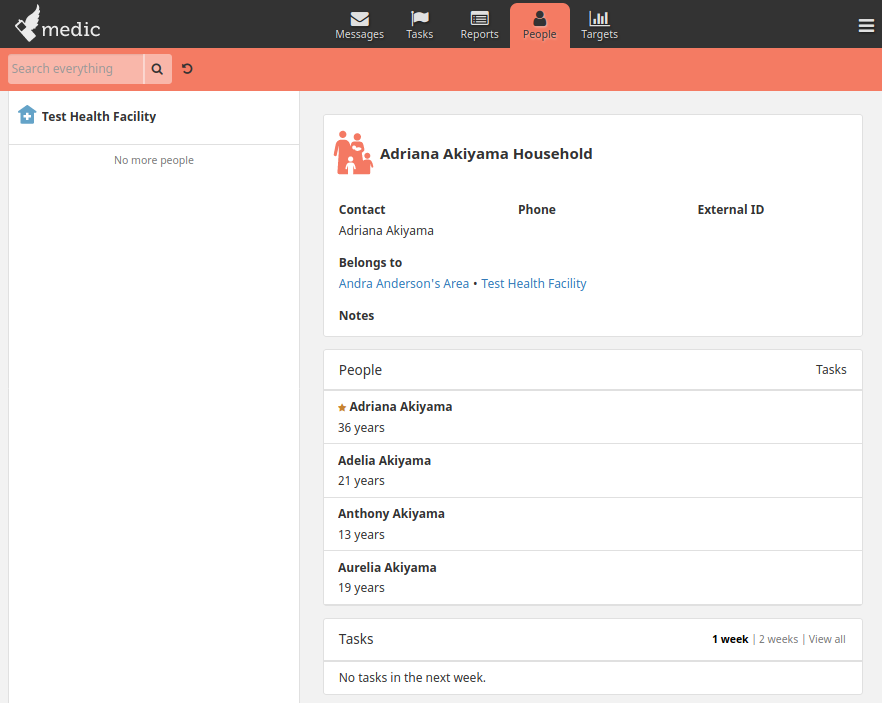 medic
Messages
Tasks
Reports
People
Targets
Search everything
Test Health Facility
No more people
Adriana Akiyama Household
Contact
Phone
External ID
Adriana Akiyama
Belongs to
Andra Anderson's Area • Test Health Facility
Notes
People
Tasks
Adriana Akiyama
36 years
Adelia Akiyama
21 years
Anthony Akiyama
13 years
Aurelia Akiyama
19 years
Tasks
1 week | 2 weeks | View all
No tasks in the next week.